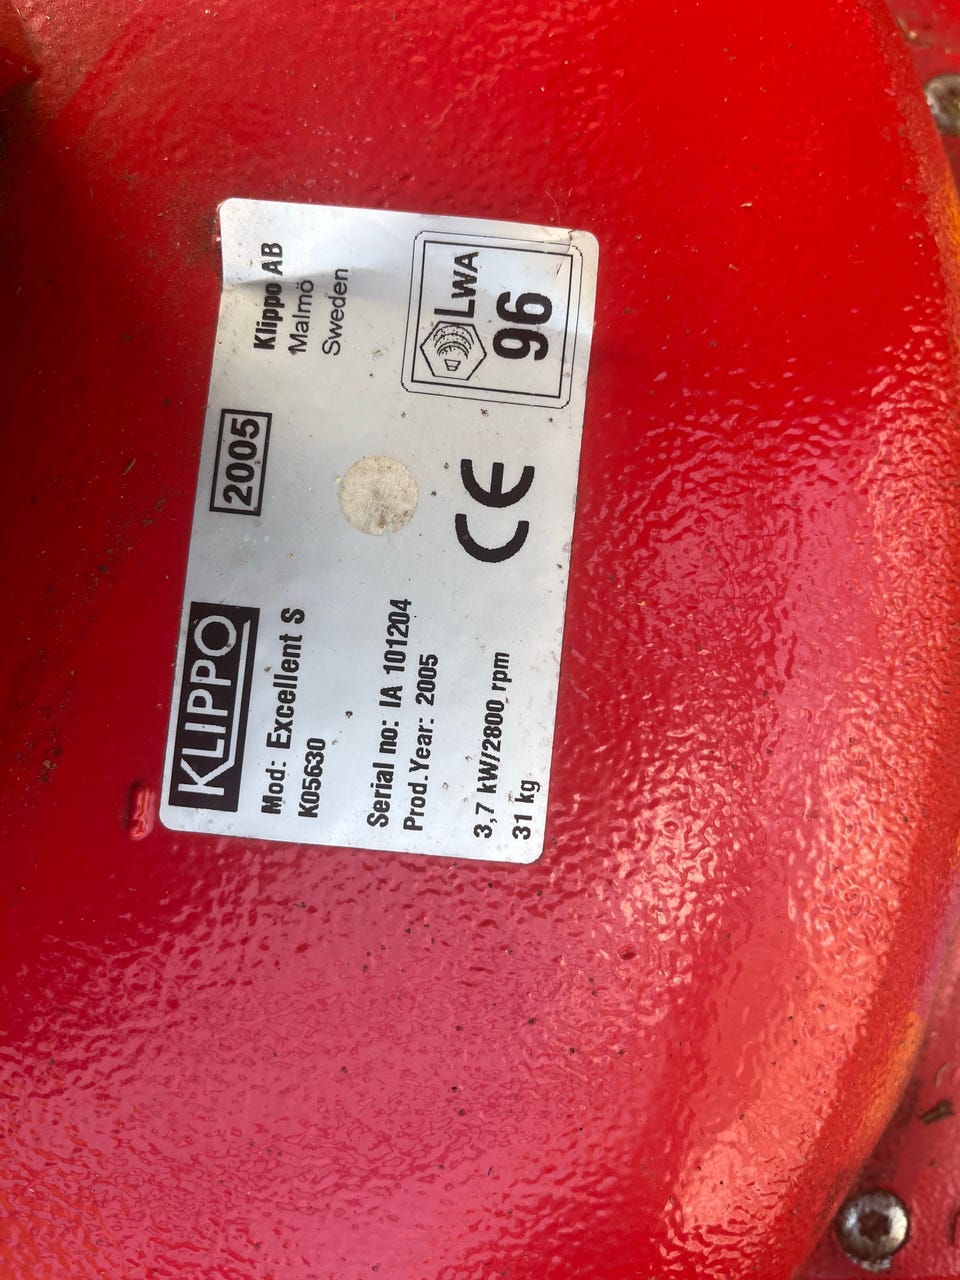 KLIPPO
2005
Klippo AB
Malmö
Sweden
Mod: Excellent S
K05630
Serial no: IA 101204
Prod.Year: 2005
3,7 kW/2800 rpm
31 kg
CE
LWA
96